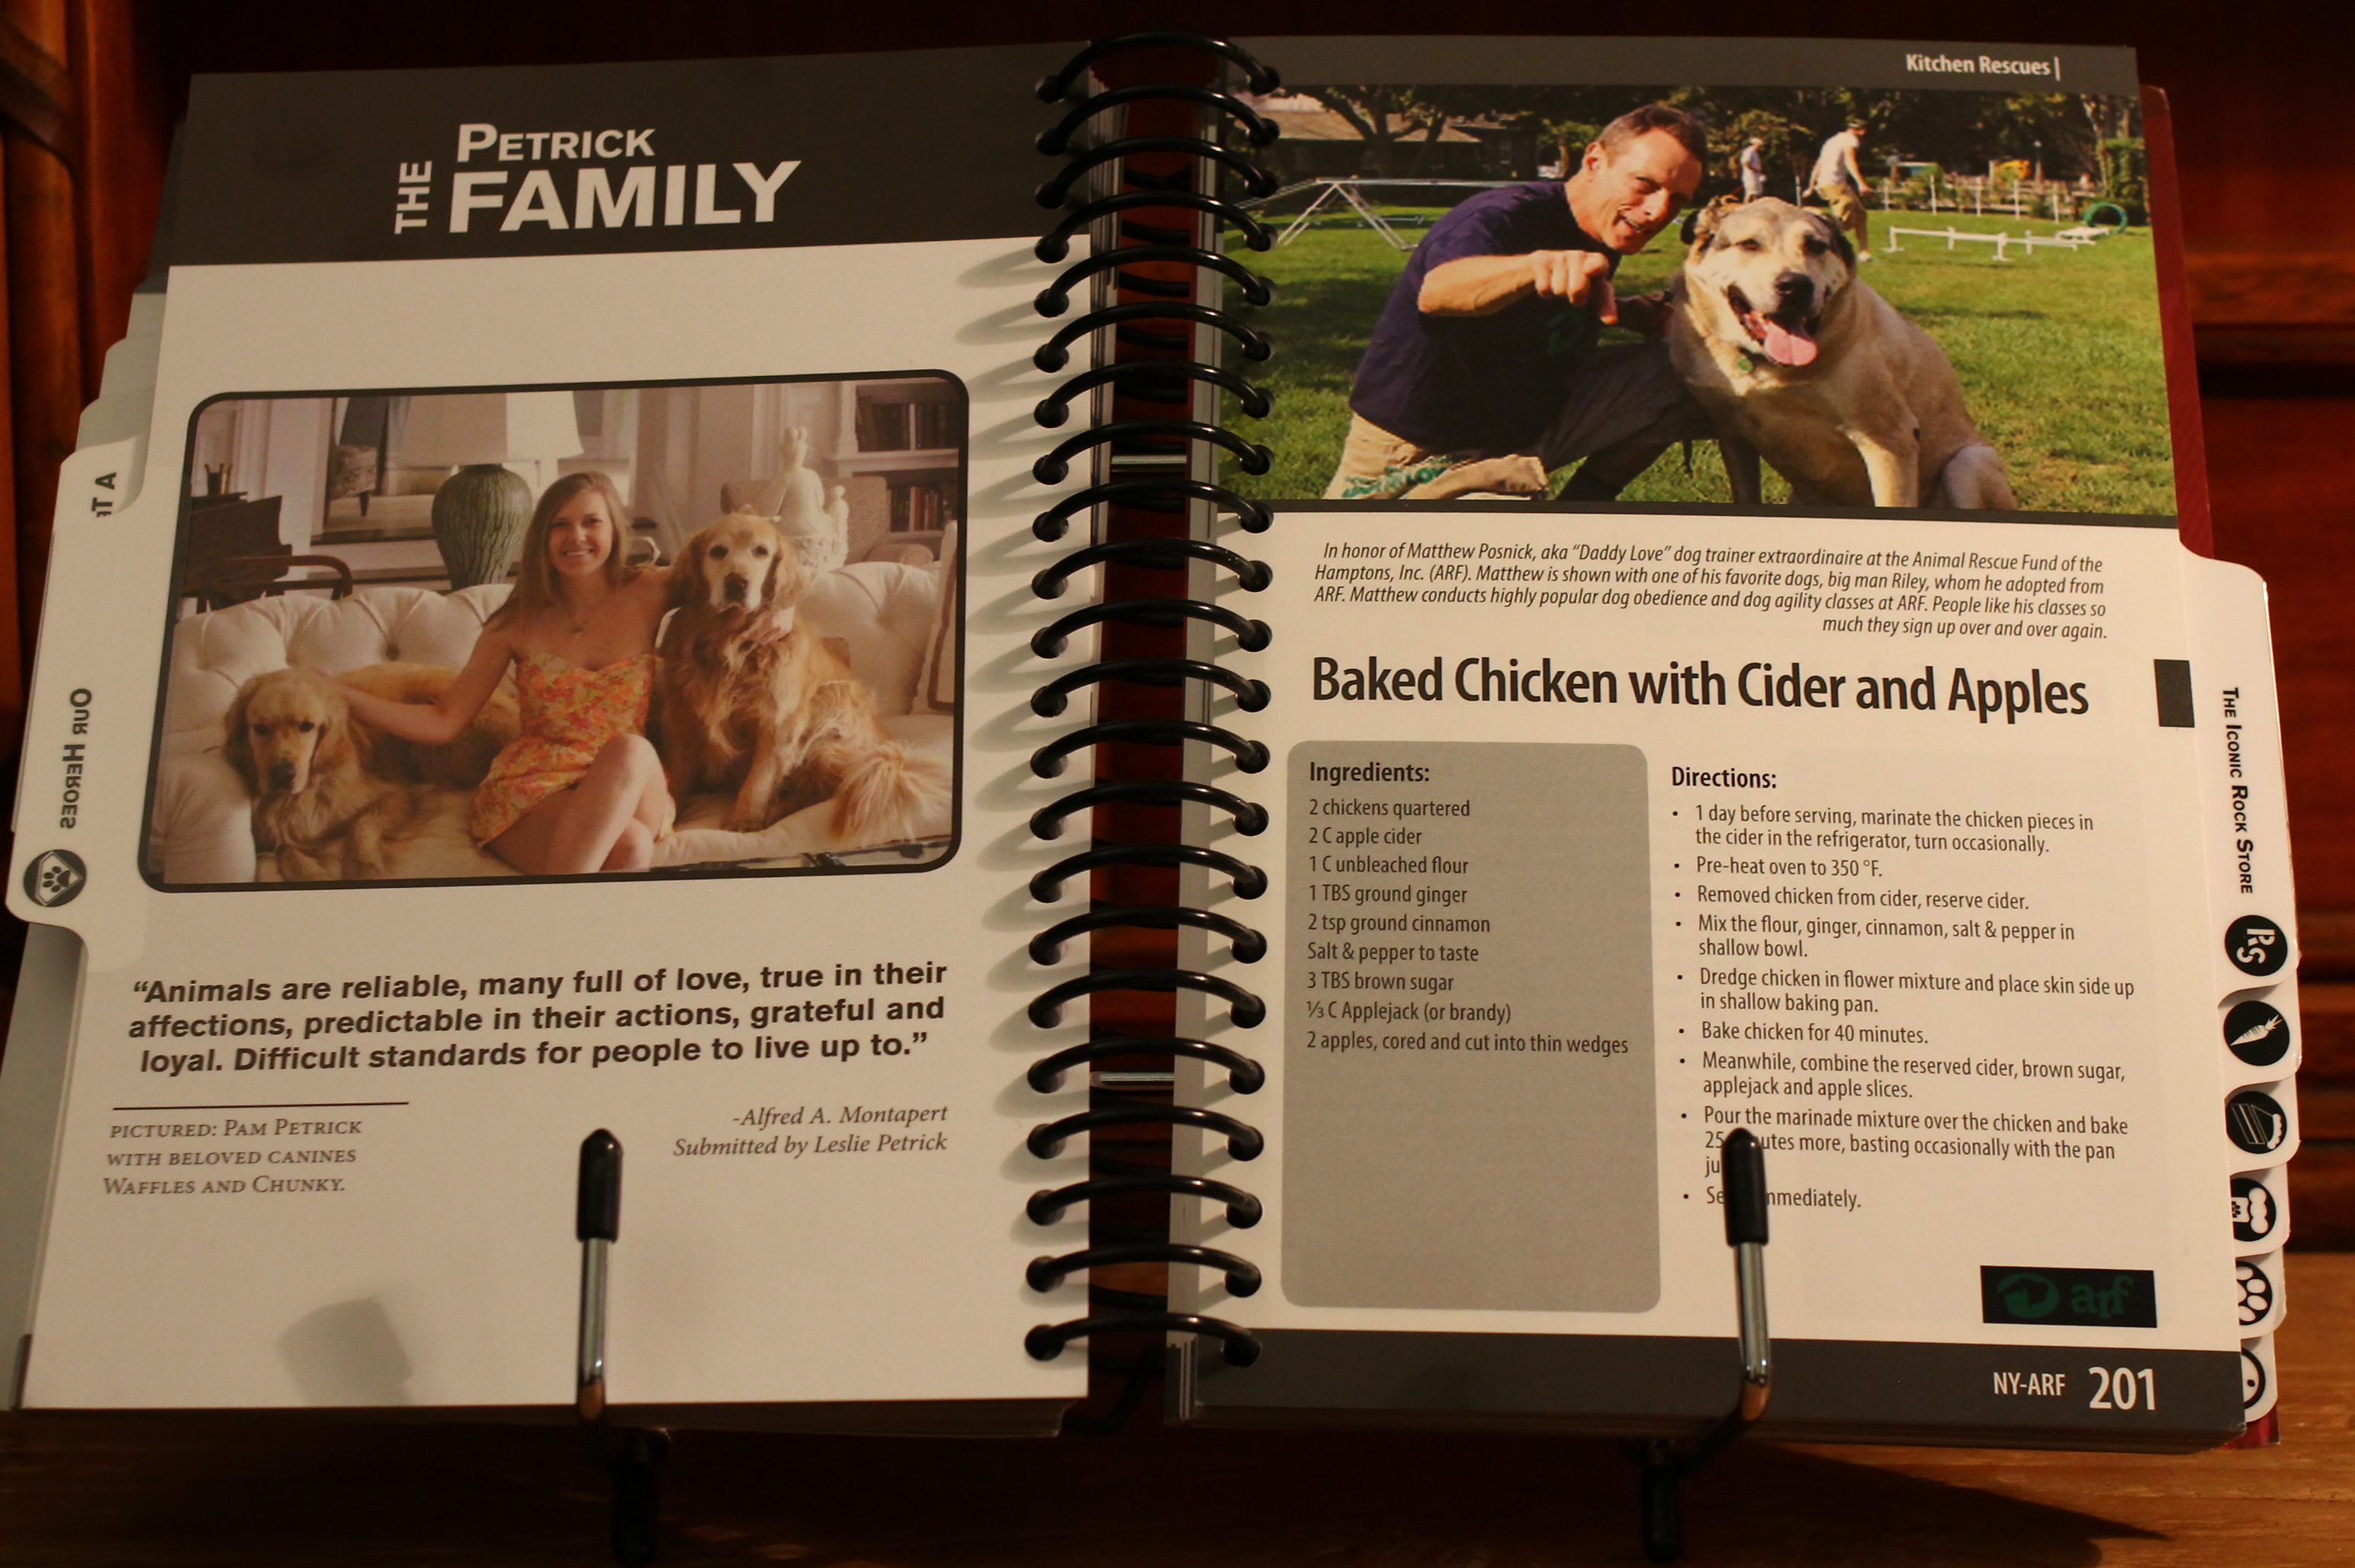 THE PETRICK
FAMILY
"Animals are reliable, many full of love, true in their
affections, predictable in their actions, grateful and
loyal. Difficult standards for people to live up to."
-Alfred A. Montapert
Submitted by Leslie Petrick
PICTURED: PAM PETRICK
WITH BELOVED CANINES
WAFFLES AND CHUNKY.
OUR HEROES
Kitchen Rescues|
In honor of Matthew Posnick, aka "Daddy Love" dog trainer extraordinaire at the Animal Rescue Fund of the
Hamptons, Inc. (ARF). Matthew is shown with one of his favorite dogs, big man Riley, whom he adopted from
ARF. Matthew conducts highly popular dog obedience and dog agility classes at ARF. People like his classes so
much they sign up over and over again.
Baked Chicken with Cider and Apples
Ingredients:
2 chickens quartered
2 C apple cider
1 C unbleached flour
1 TBS ground ginger
2 tsp ground cinnamon
Salt & pepper to taste
3 TBS brown sugar
⅓ C Applejack (or brandy)
2 apples, cored and cut into thin wedges
Directions:
• 1 day before serving, marinate the chicken pieces in
the cider in the refrigerator, turn occasionally.
• Pre-heat oven to 350 °F.
• Removed chicken from cider, reserve cider.
• Mix the flour, ginger, cinnamon, salt & pepper in
shallow bowl.
• Dredge chicken in flower mixture and place skin side up
in shallow baking pan.
• Bake chicken for 40 minutes.
• Meanwhile, combine the reserved cider, brown sugar,
applejack and apple slices.
• Pour the marinade mixture over the chicken and bake
25 more, basting occasionally with the pan
• immediately.
arf
NY-ARF 201
THE ICONIC ROCK STORE
RS